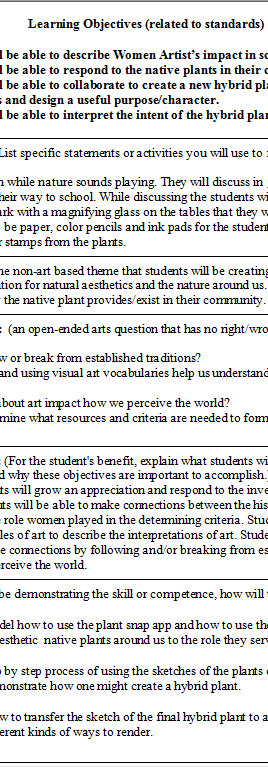 Learning Objectives (related to standards)
l be able to describe Women Artist's impact in so
l be able to respond to the native plants in their c
l be able to collaborate to create a new hybrid pla
s and design a useful purpose/character.
l be able to interpret the intent of the hybrid plan
List specific statements or activities you will use to
n while nature sounds playing. They will discuss in
heir way to school. While discussing the students wi
ark with a magnifying glass on the tables that they w
be paper, color pencils and ink pads for the student
r stamps from the plants.
he non-art based theme that students will be creating
ation for natural aesthetics and the nature around us.
the native plant provides/exist in their community.
: (an open-ended arts question that has no right/wro
w or break from established traditions?
and using visual art vocabularies help us understand
about art impact how we perceive the world?
mine what resources and criteria are needed to form
: (For the student's benefit, explain what students wi
d why these objectives are important to accomplish.
ts will grow an appreciation and respond to the inve
nts will be able to make connections between the his
e role women played in the determining criteria. Stuc
les of art to describe the interpretations of art. Stude
e connections by following and/or breaking from es
erceive the world.
be demonstrating the skill or competence, how will
del how to use the plant snap app and how to use the
esthetic native plants around us to the role they serv
p by step process of using the sketches of the plants
monstrate how one might create a hybrid plant.
w to transfer the sketch of the final hybrid plant to a
erent kinds of ways to render.